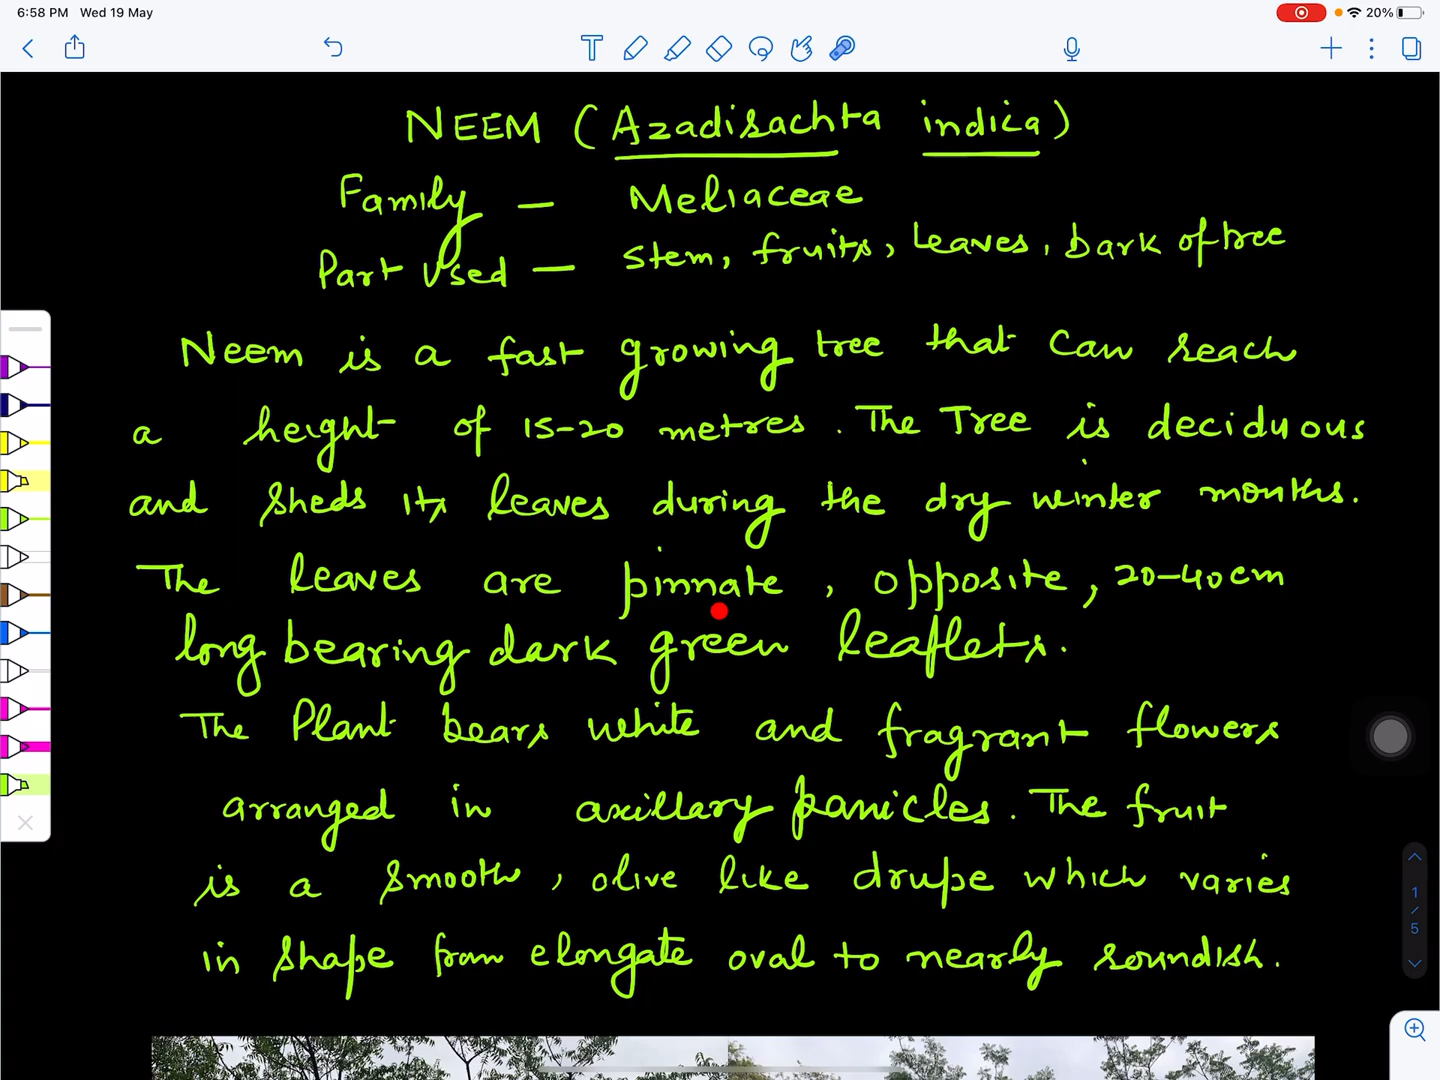 6:58 PM Wed 19 May
20%
NEEM (Azadirachta indica)
Family — Meliaceae
Part Used — Stem, fruits, leaves, bark of tree
Neem is a fast growing tree that can reach
a height of 15-20 metres. The Tree is deciduous
and sheds its leaves during the dry winter months.
The leaves are pinnate, opposite, 20-40cm
long bearing dark green leaflets.
The Plant bears white and fragrant flowers
arranged in axillary panicles. The fruit
is a smooth, olive like drupe which varies
in shape from elongate oval to nearly roundish.
1
/
5